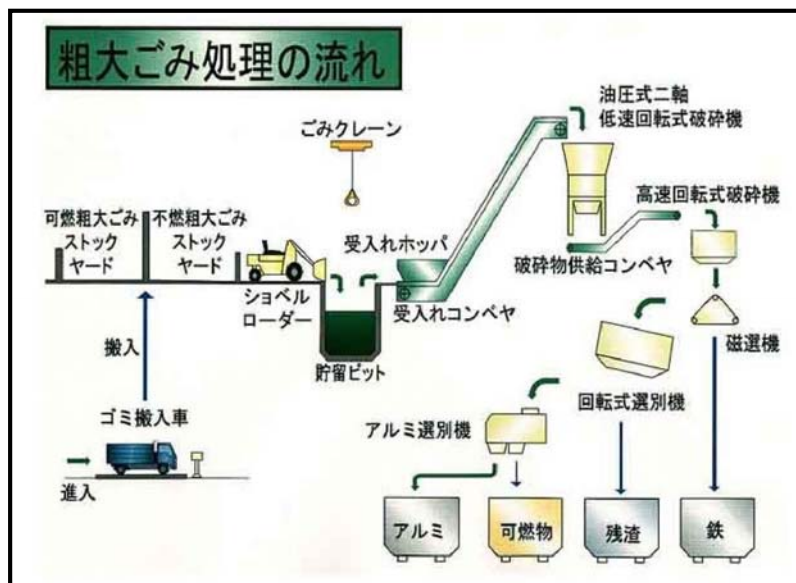 粗大ごみ処理の流れ
油圧式二軸
低速回転式破砕機
ごみクレーン
高速回転式破砕機
可燃粗大ごみ
ストック
ヤード
不燃粗大ごみ
ストック
ヤード
受入れホッパ
破砕物供給コンベヤ
ショベル
ローダー
受入れコンベヤ
磁選機
搬入
貯留ピット
ゴミ搬入車
回転式選別機
アルミ選別機
進入
アルミ
可燃物
残渣
鉄